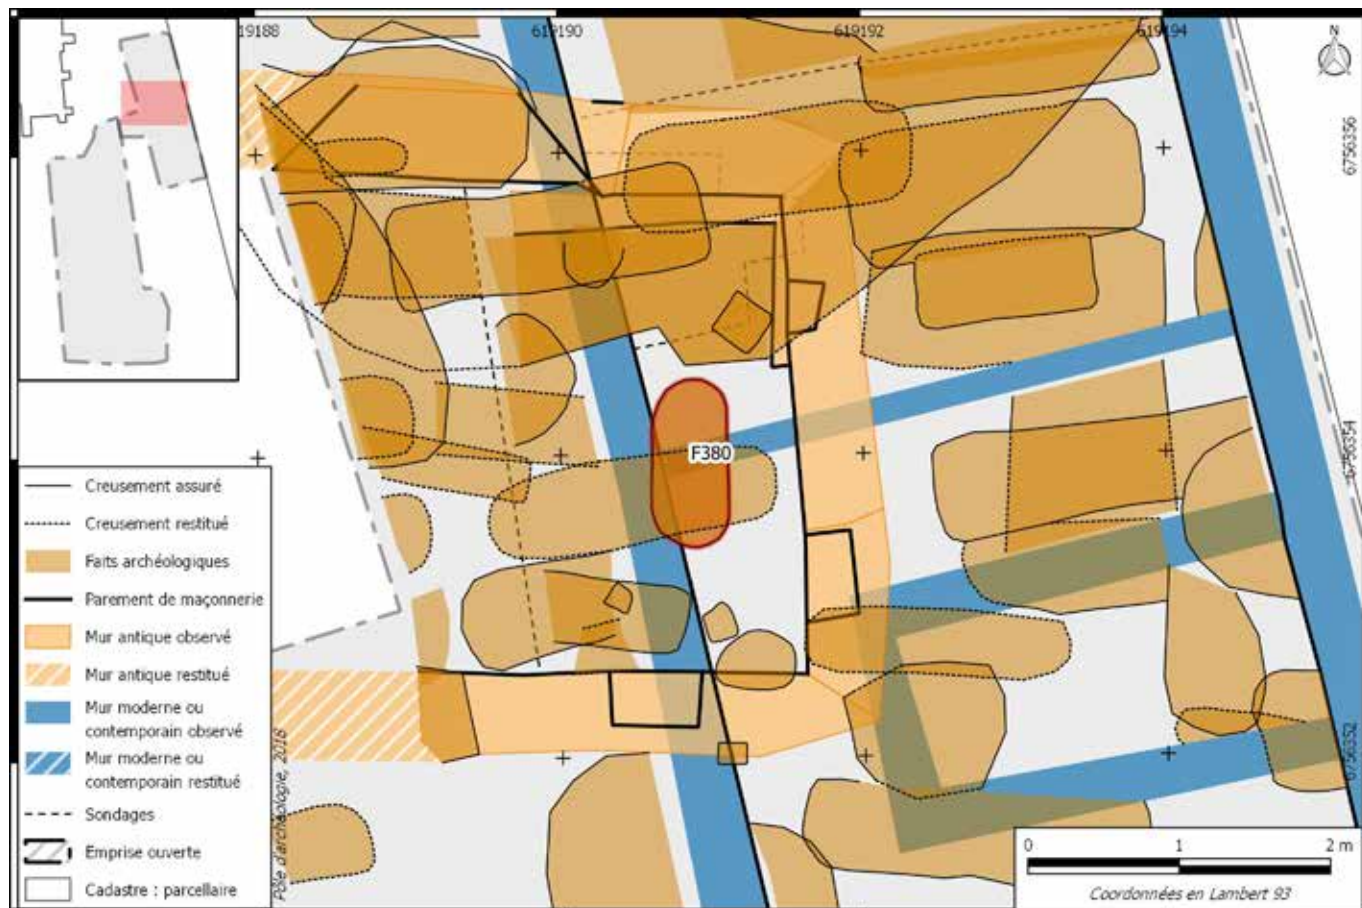 619188
619190
619192
619194
N
6756356
6756354
6756352
F380
Creusement assuré
Creusement restitué
Faits archéologiques
Parement de maçonnerie
Mur antique observé
Mur antique restitué
Mur moderne ou
contemporain observé
Mur moderne ou
contemporain restitué
Sondages
Emprise ouverte
Cadastre : parcellaire
Pôle d'archéologie, 2018
0 1 2 m
Coordonnées en Lambert 93